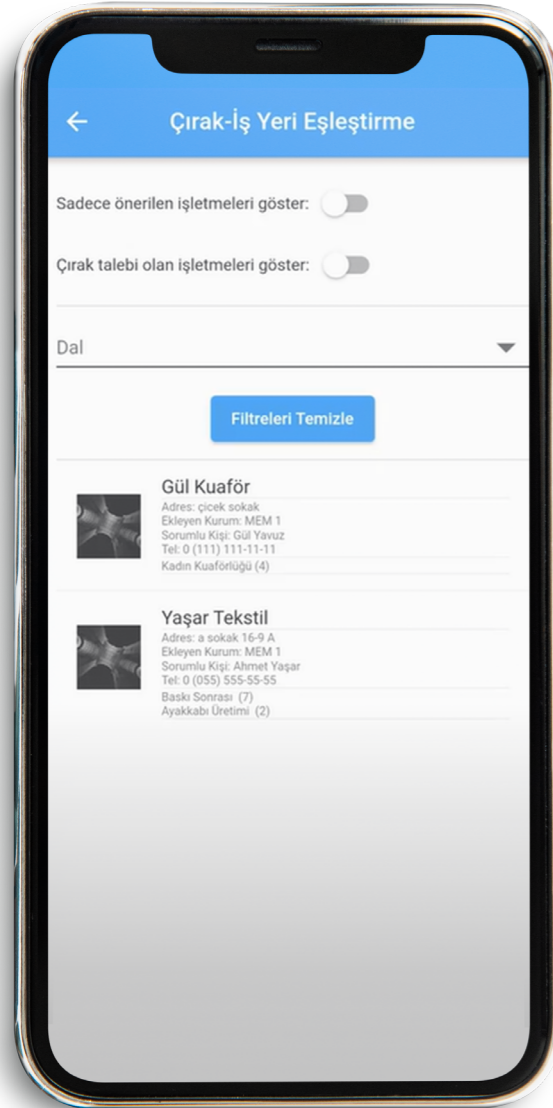 Çırak-İş Yeri Eşleştirme
Sadece önerilen işletmeleri göster:
Çırak talebi olan işletmeleri göster:
Dal
Filtreleri Temizle
Gül Kuaför
Adres: çicek sokak
Ekleyen Kurum: MEM 1
Sorumlu Kişi: Gül Yavuz
Tel: 0 (111) 111-11-11
Kadın Kuaförlüğü (4)
Yaşar Tekstil
Adres: a sokak 16-9 A
Ekleyen Kurum: MEM 1
Sorumlu Kişi: Ahmet Yaşar
Tel: 0 (055) 555-55-55
Baskı Sonrası (7)
Ayakkabı Üretimi (2)